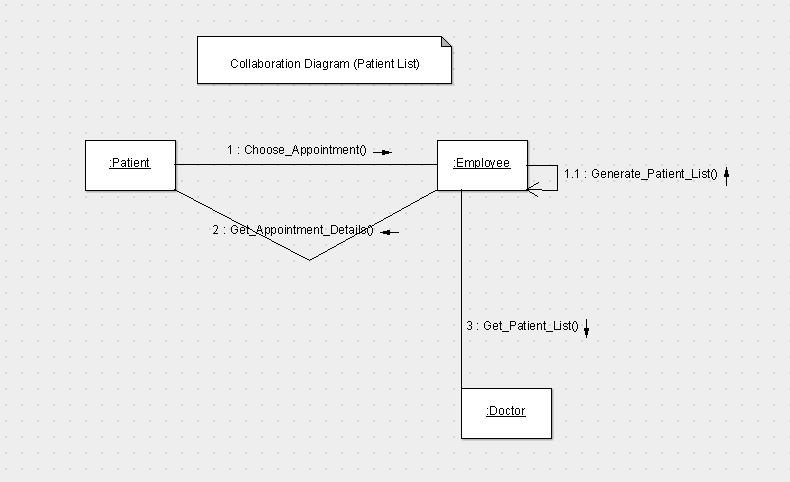 Collaboration Diagram (Patient List)
1 : Choose_Appointment()
:Patient
:Employee
1.1 : Generate_Patient_List()
2 : Get_Appointment_Details()
3 : Get_Patient_List()
:Doctor